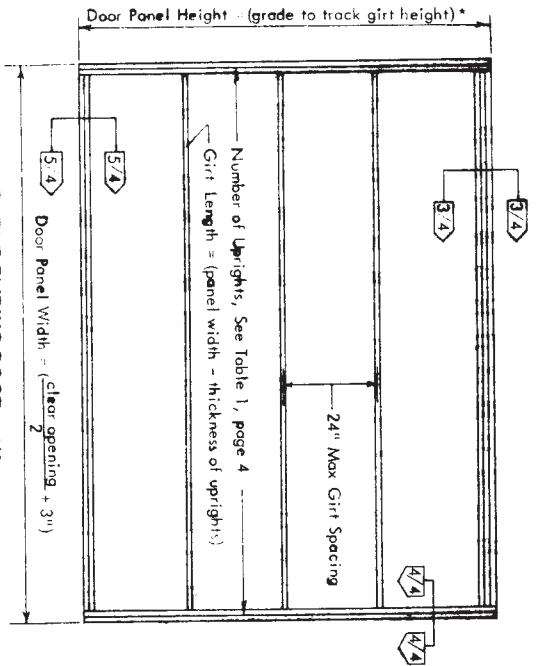 Door Panel Height = (grade to track girt height) *
3/4
3/4
24" Max Girt Spacing
Number of Uprights, See Table 1, page 4
Girt Length = (panel width - thickness of uprights)
5/4
5/4
4/4
4/4
Door Panel Width = (clear opening / 2 + 3")